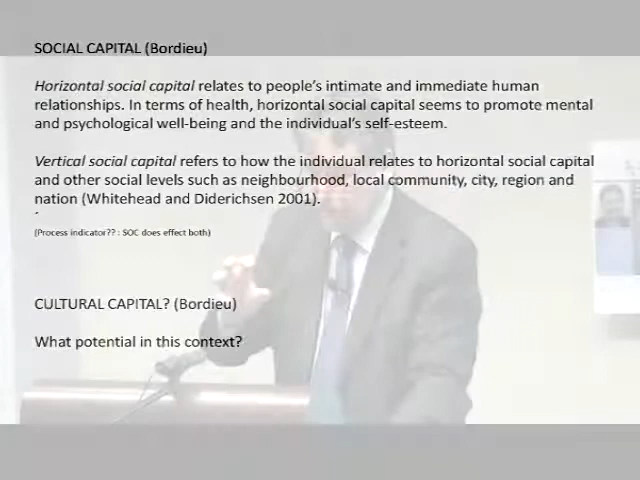 SOCIAL CAPITAL (Bordieu)
Horizontal social capital relates to people's intimate and immediate human
relationships. In terms of health, horizontal social capital seems to promote mental
and psychological well-being and the individual's self-esteem.
Vertical social capital refers to how the individual relates to horizontal social capital
and other social levels such as neighbourhood, local community, city, region and
nation (Whitehead and Diderichsen 2001).
(Process indicator?? : SOC does effect both)
CULTURAL CAPITAL? (Bordieu)
What potential in this context?